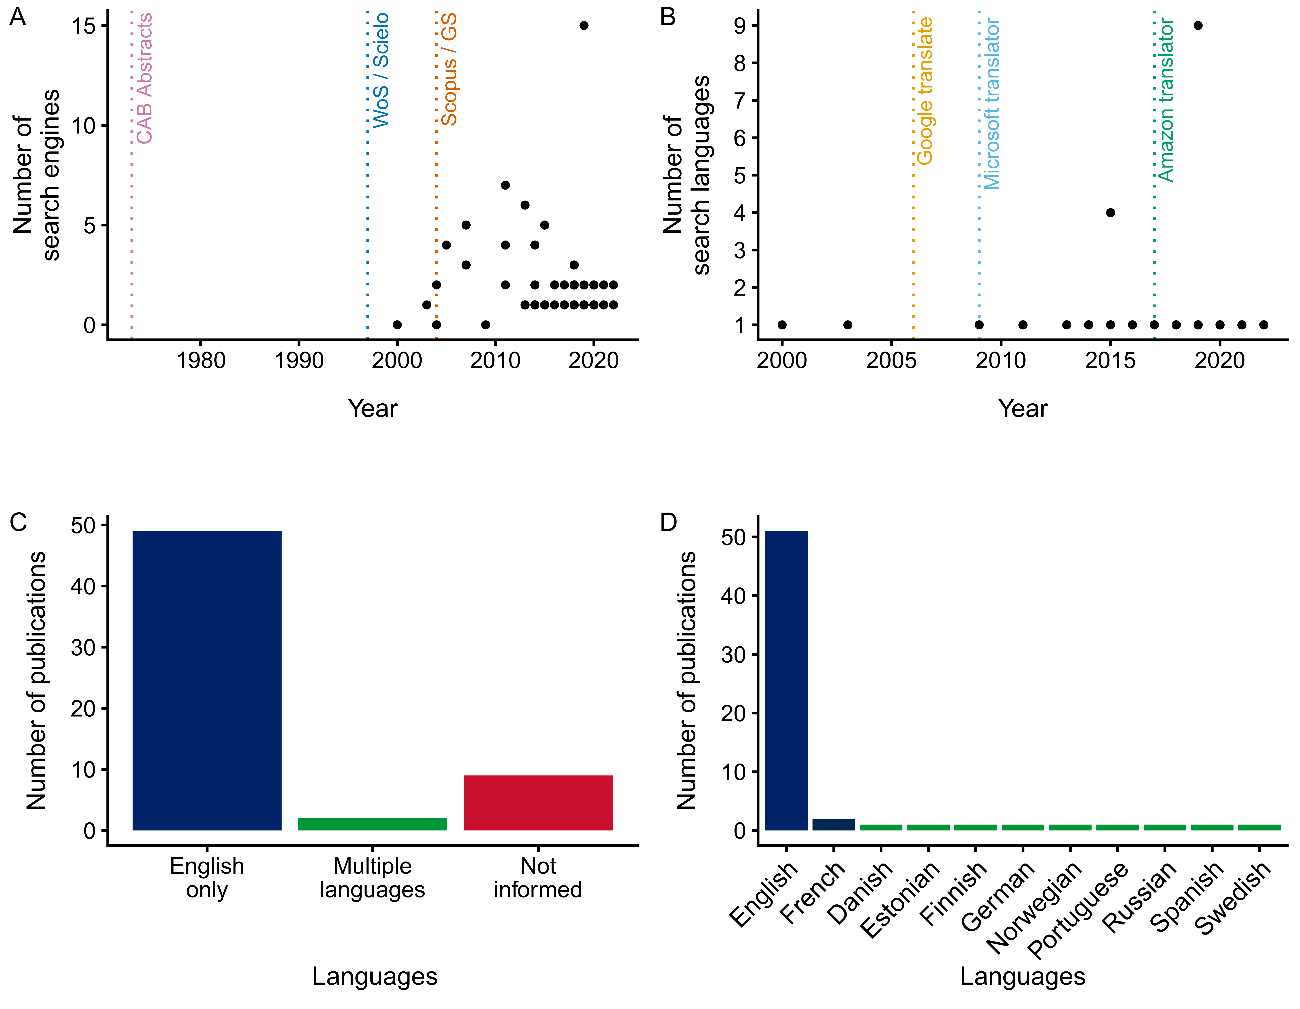 A
Number of
search engines
15
10
5
0
CAB Abstracts
WoS / Scielo
Scopus / GS
1980
1990
2000
2010
2020
Year
B
Number of
search languages
9
8
7
6
5
4
3
2
1
Google translate
Microsoft translator
Amazon translator
2000
2005
2010
2015
2020
Year
C
Number of publications
50
40
30
20
10
0
English
only
Multiple
languages
Not
informed
Languages
D
Number of publications
50
40
30
20
10
0
English
French
Danish
Estonian
Finnish
German
Norwegian
Portuguese
Russian
Spanish
Swedish
Languages